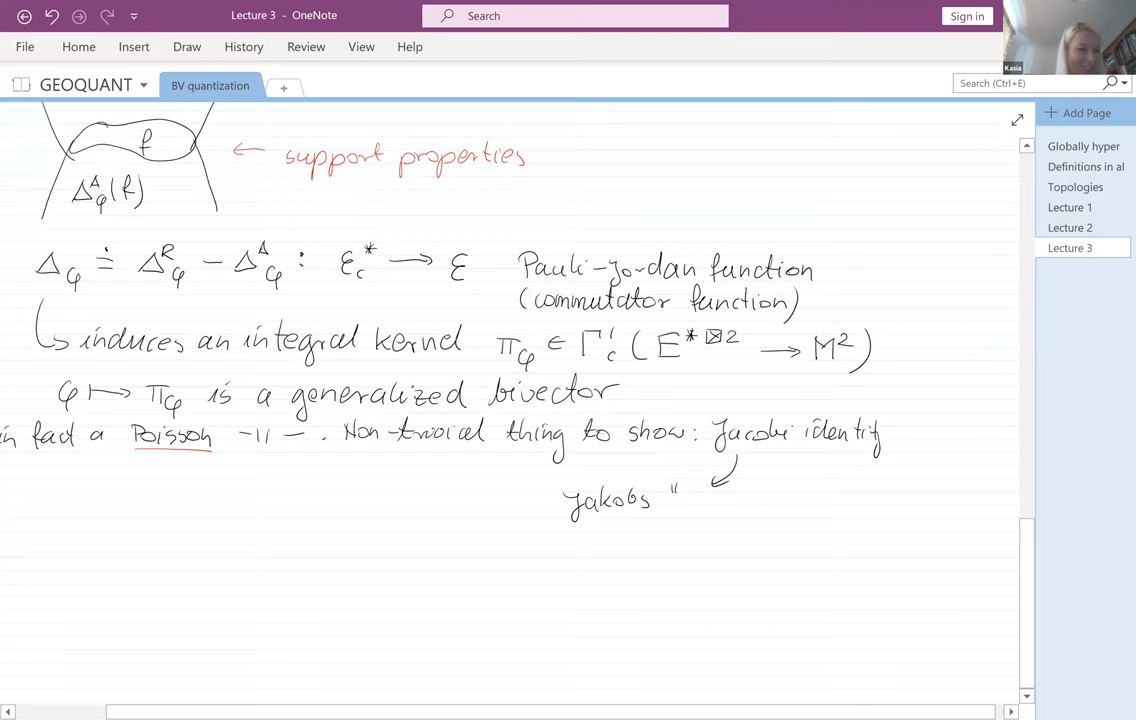 Lecture 3 - OneNote
Search
Sign in
Kasia
File Home Insert Draw History Review View Help
GEOQUANT
BV quantization
Search (Ctrl+E)
Add Page
Globally hyper
Definitions in al
Topologies
Lecture 1
Lecture 2
Lecture 3
f
← support properties
Δ^A_φ(f)
Δ_φ ≐ Δ^R_φ − Δ^A_φ : ℰ_c^* → ℰ Pauli-Jordan function
(commutator function)
↳ induces an integral kernel π_φ ∈ Γ'_c (E^{*⊠2} → M²)
φ ↦ π_φ is a generalized bivector
in fact a Poisson -〃- . Non-trivial thing to show: Jacobi identity
Jakobs "